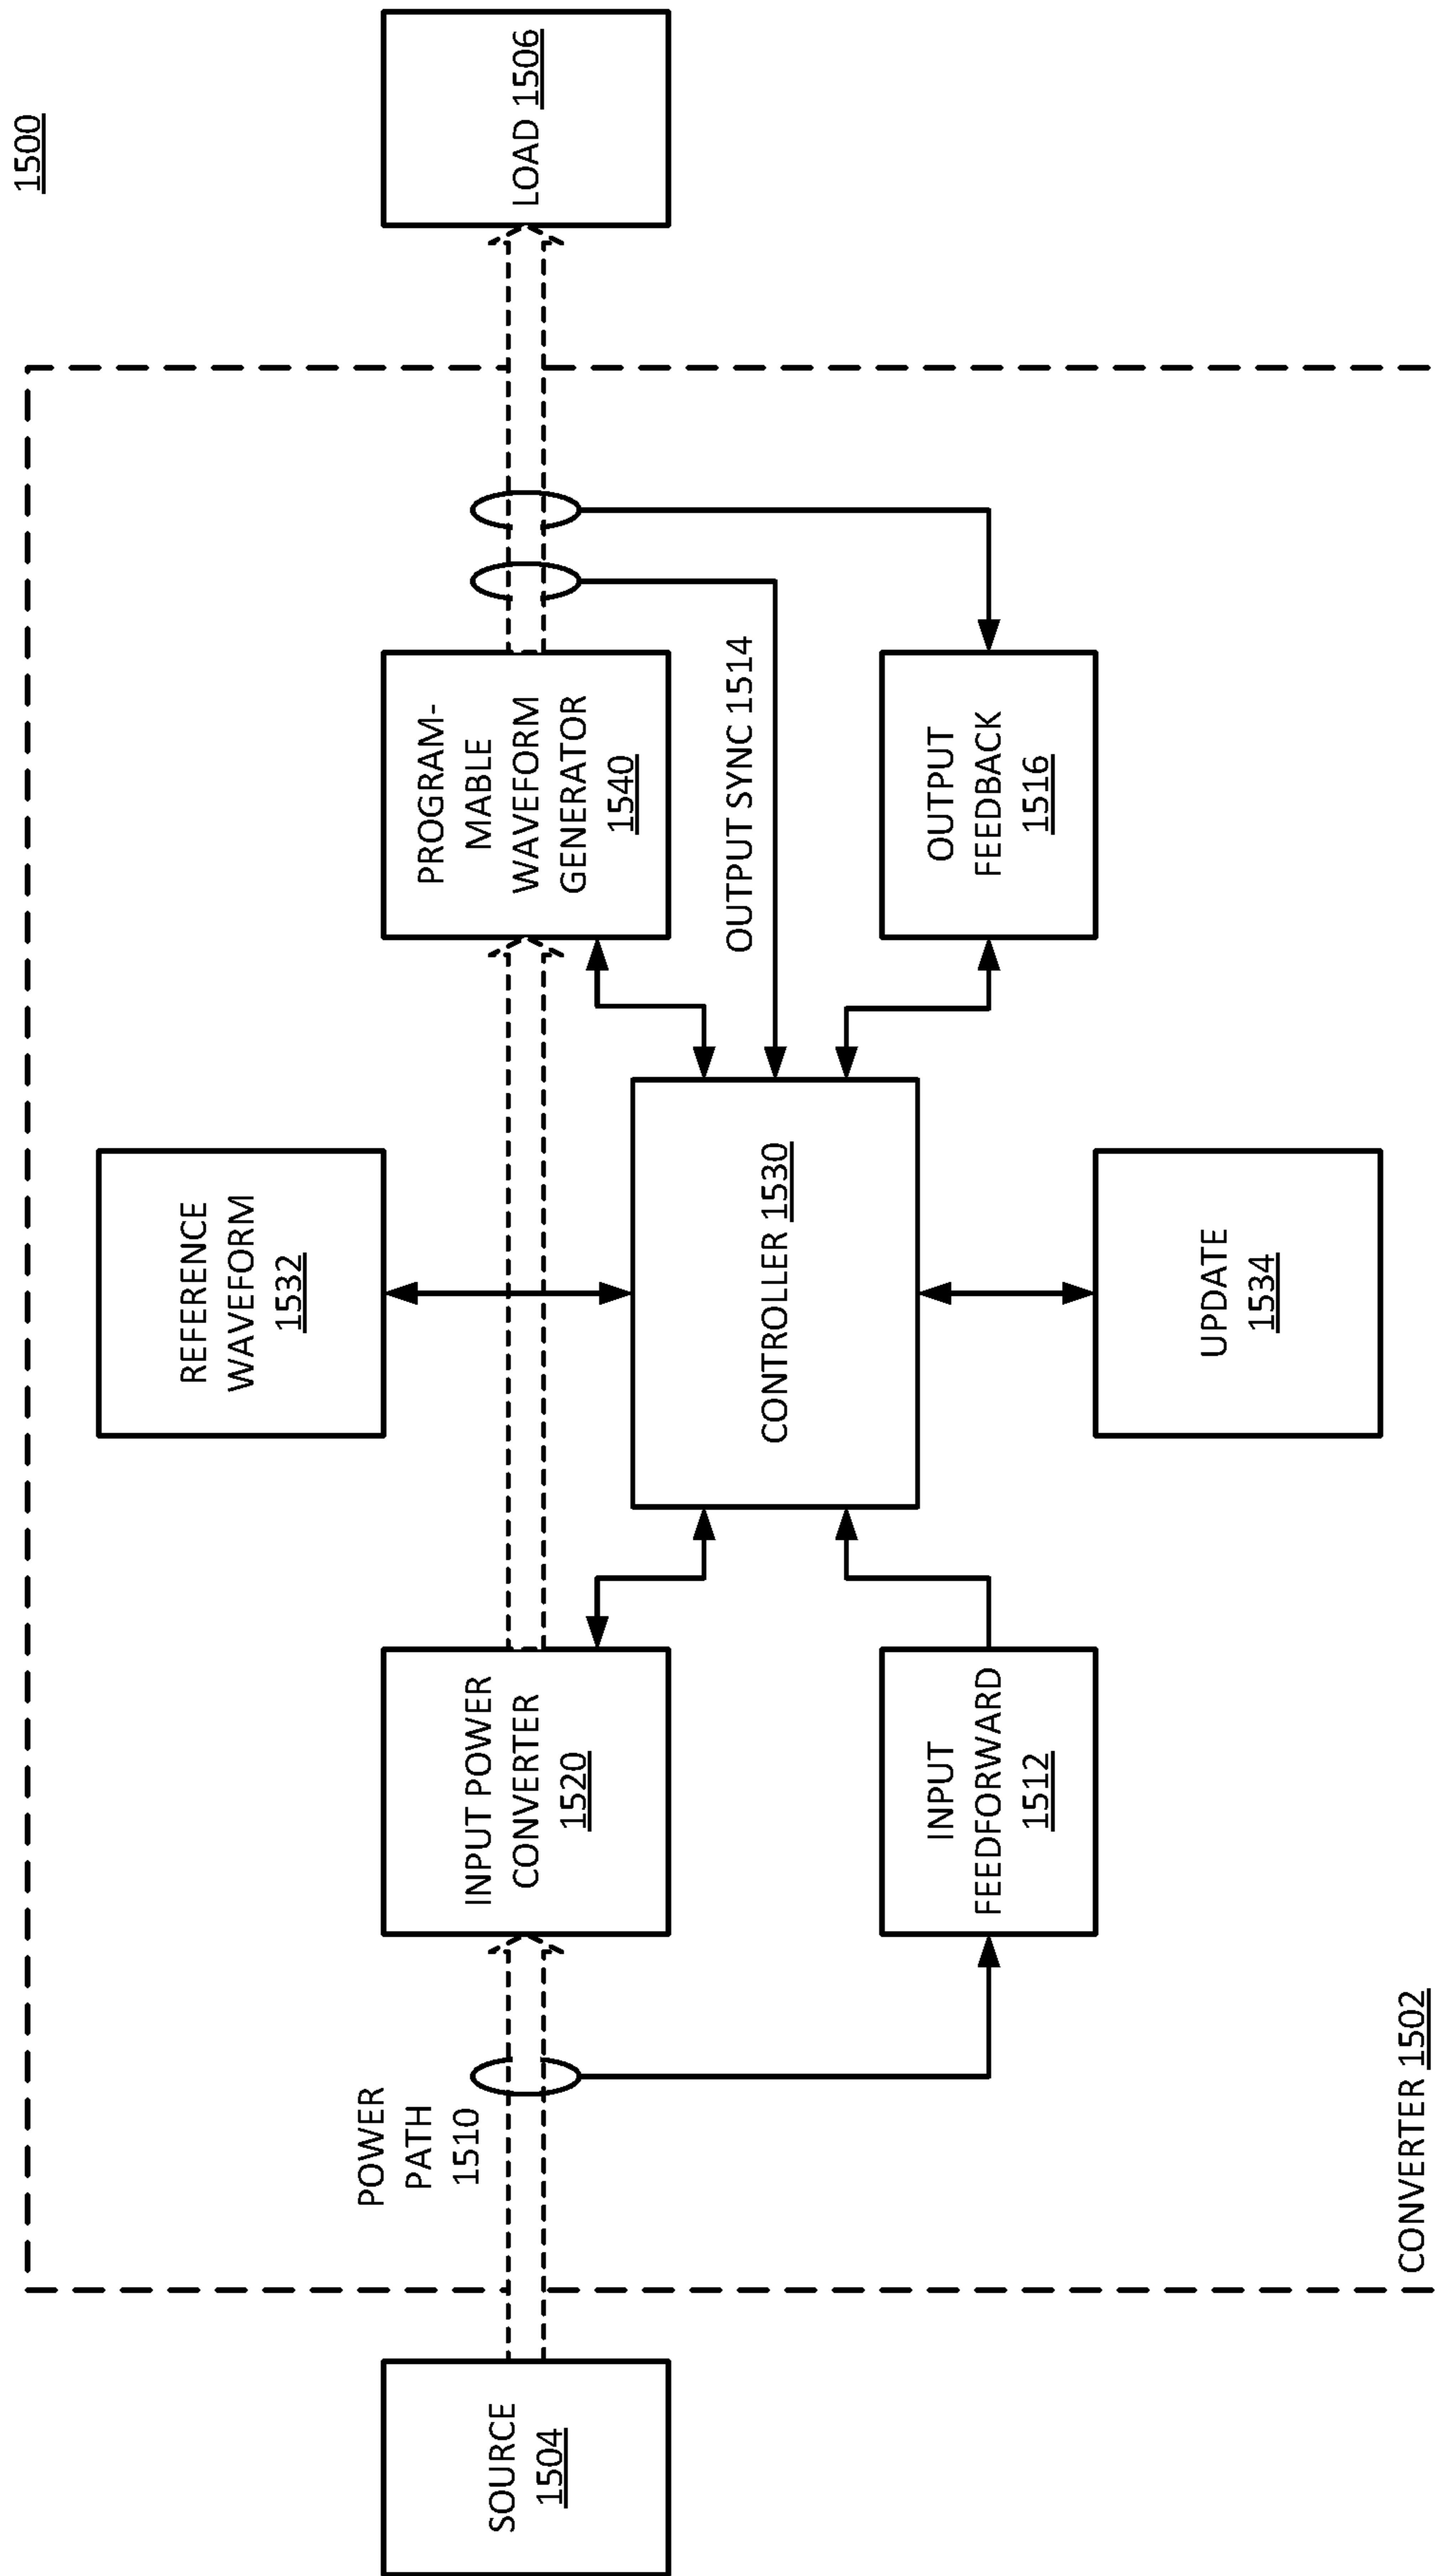 1500
REFERENCE
WAVEFORM
1532
POWER
PATH
1510
SOURCE
1504
INPUT POWER
CONVERTER
1520
PROGRAM-
MABLE
WAVEFORM
GENERATOR
1540
LOAD 1506
CONTROLLER 1530
OUTPUT SYNC 1514
INPUT
FEEDFORWARD
1512
OUTPUT
FEEDBACK
1516
UPDATE
1534
CONVERTER 1502